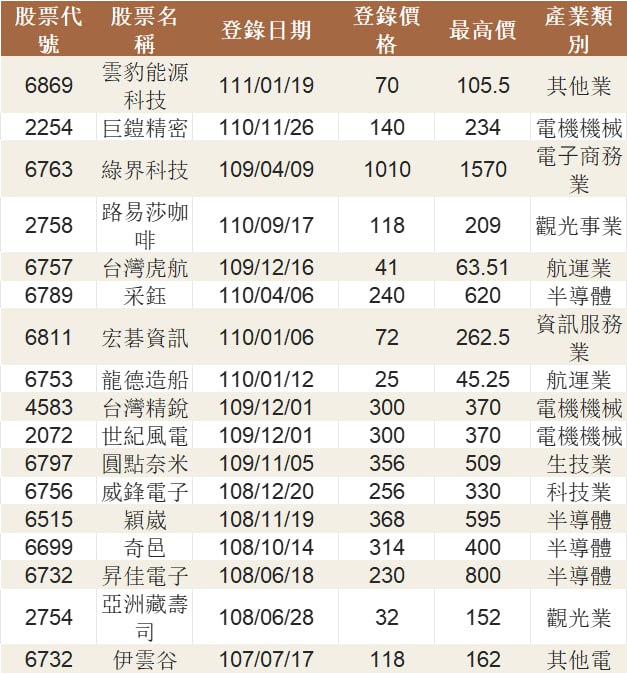 股票代號 股票名稱 登錄日期 登錄價格 最高價 產業類別
6869 雲豹能源科技 111/01/19 70 105.5 其他業
2254 巨鎧精密 110/11/26 140 234 電機機械
6763 綠界科技 109/04/09 1010 1570 電子商務業
2758 路易莎咖啡 110/09/17 118 209 觀光事業
6757 台灣虎航 109/12/16 41 63.51 航運業
6789 采鈺 110/04/06 240 620 半導體
6811 宏碁資訊 110/01/06 72 262.5 資訊服務業
6753 龍德造船 110/01/12 25 45.25 航運業
4583 台灣精銳 109/12/01 300 370 電機機械
2072 世紀風電 109/12/01 300 370 電機機械
6797 圓點奈米 109/11/05 356 509 生技業
6756 威鋒電子 108/12/20 256 330 科技業
6515 穎崴 108/11/19 368 595 半導體
6699 奇邑 108/10/14 314 400 半導體
6732 昇佳電子 108/06/18 230 800 半導體
2754 亞洲藏壽司 108/06/28 32 152 觀光業
6732 伊雲谷 107/07/17 118 162 其他電